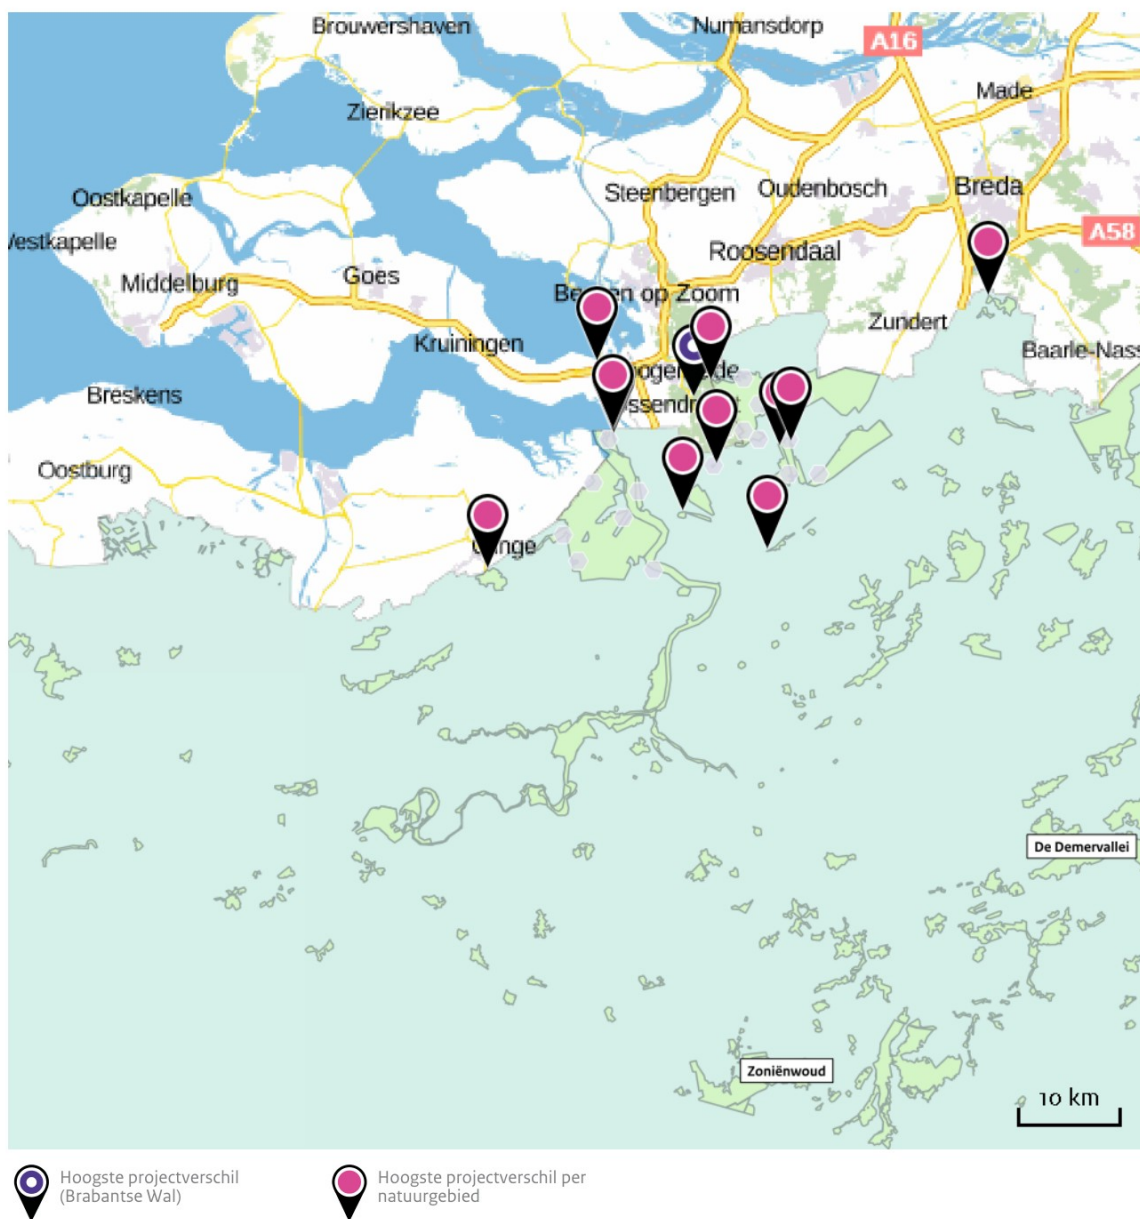 Brouwershaven
Numansdorp
A16
Made
Zierikzee
Steenbergen
Oudenbosch
Breda
Oostkapelle
A58
Roosendaal
Middelburg
Goes
Zundert
Kruiningen
Baarle-Nass
Breskens
Oostburg
De Demervallei
Zoniënwoud
10 km
Hoogste projectverschil
(Brabantse Wal)
Hoogste projectverschil per
natuurgebied